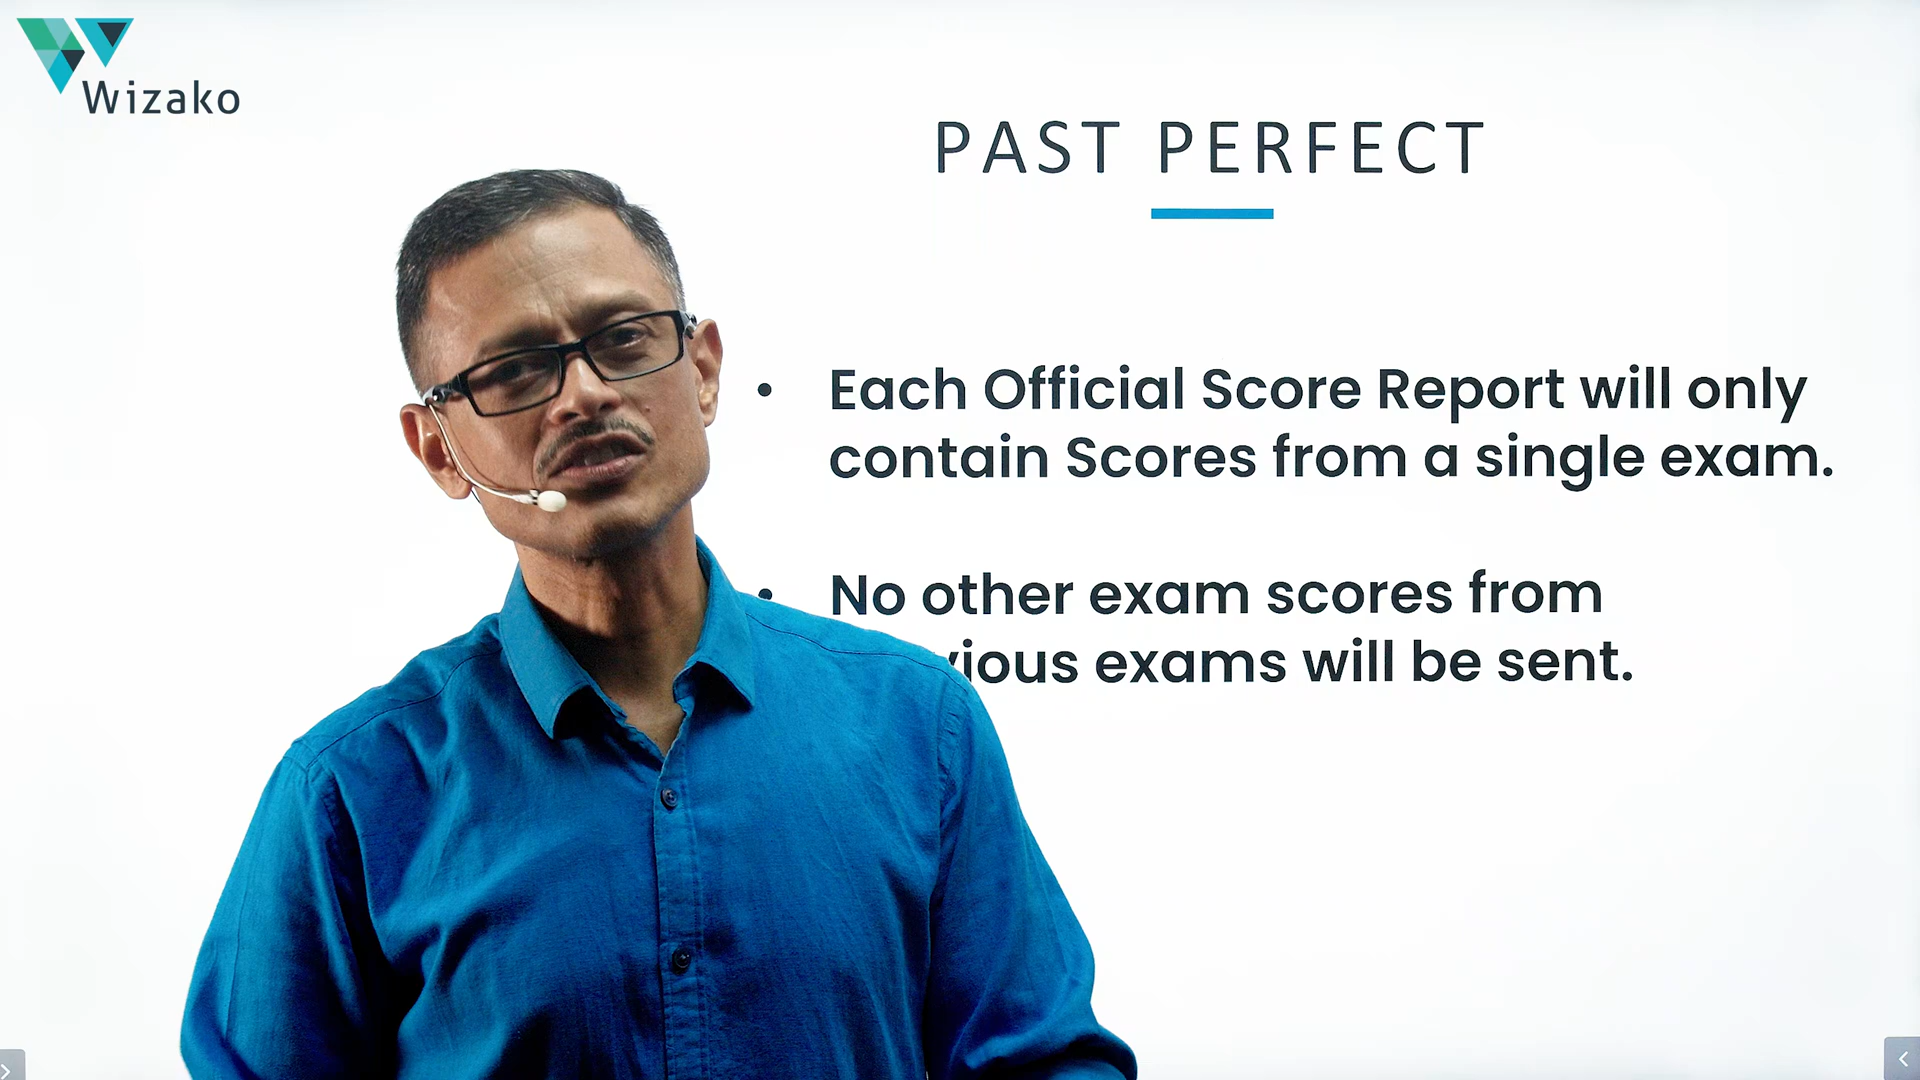 Wizako
PAST PERFECT
• Each Official Score Report will only
contain Scores from a single exam.
• No other exam scores from
exams will be sent.